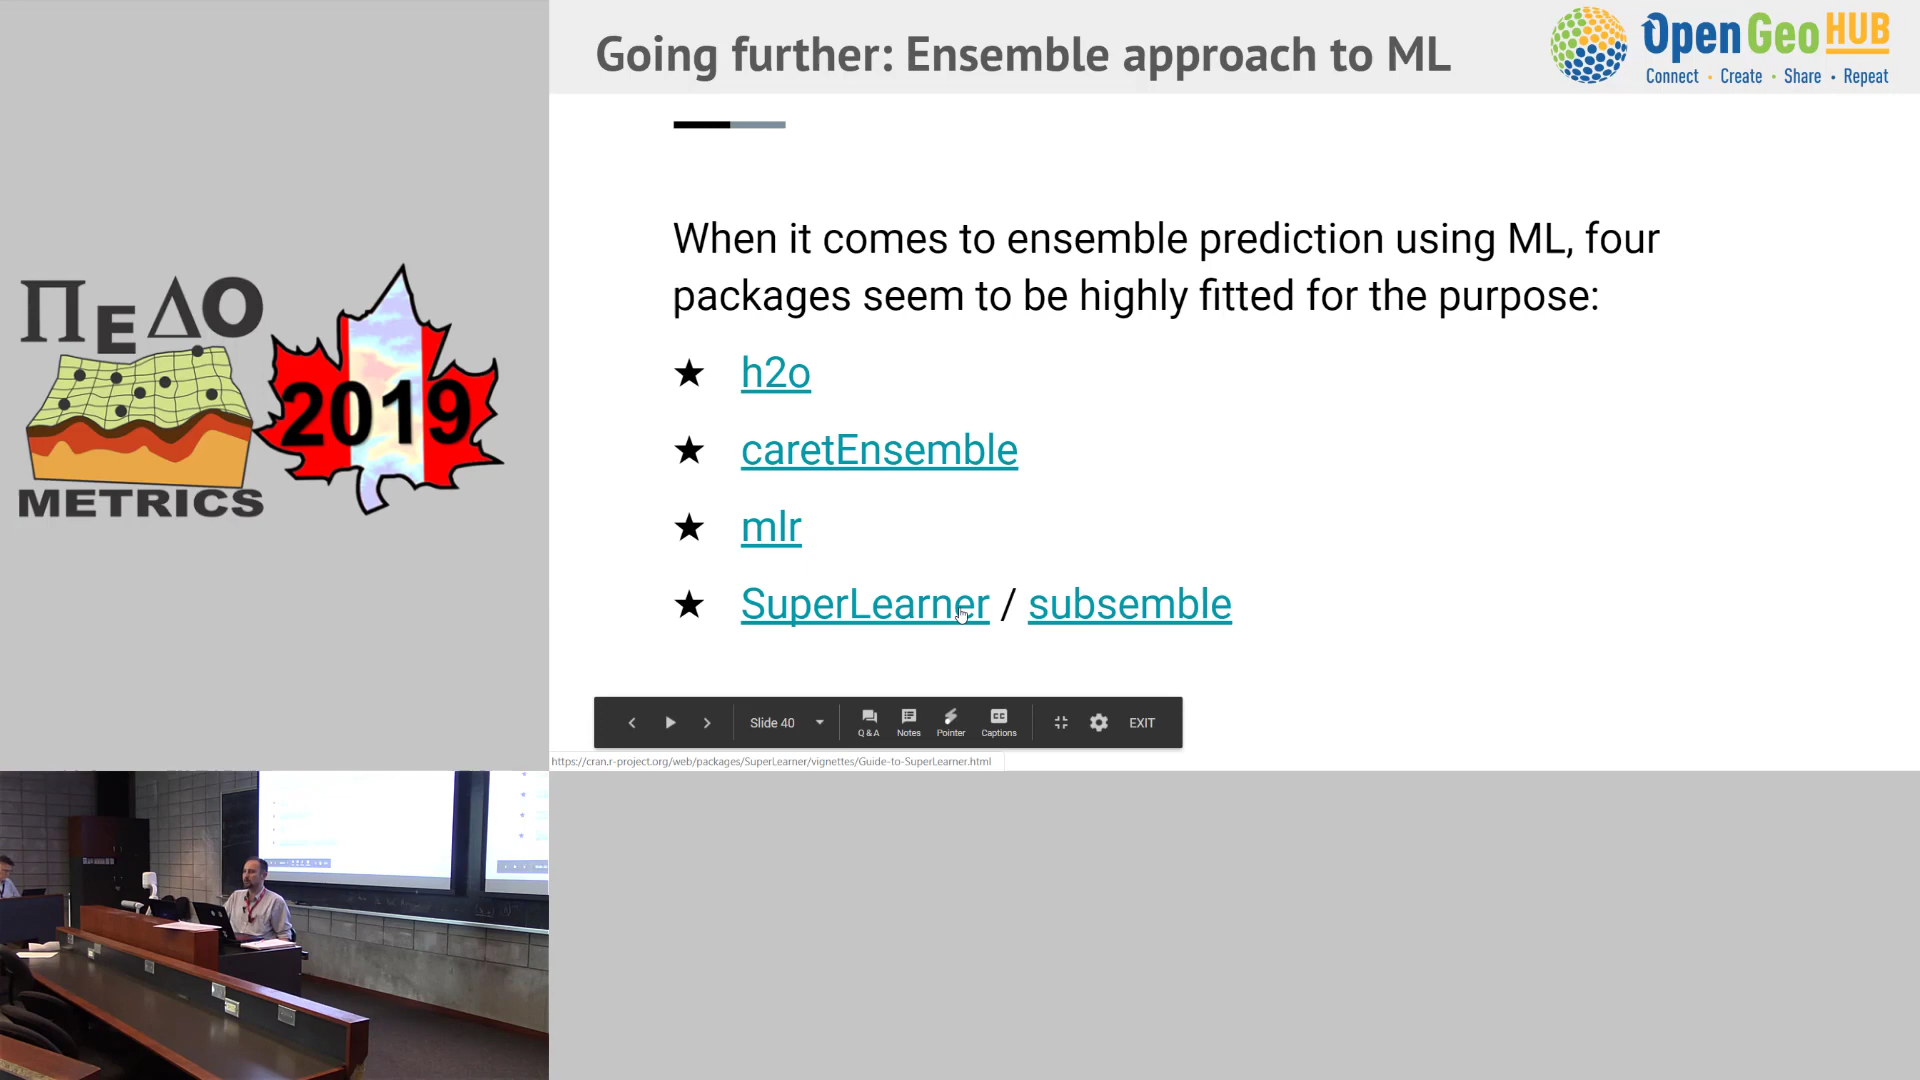 Going further: Ensemble approach to ML
Open Geo HUB
Connect • Create • Share • Repeat
When it comes to ensemble prediction using ML, four
packages seem to be highly fitted for the purpose:
★ h2o
★ caretEnsemble
★ mlr
★ SuperLearner / subsemble
Slide 40
Q&A
Notes
Pointer
Captions
EXIT
https://cran.r-project.org/web/packages/SuperLearner/vignettes/Guide-to-SuperLearner.html
ΠΕΔΟ
METRICS
2019